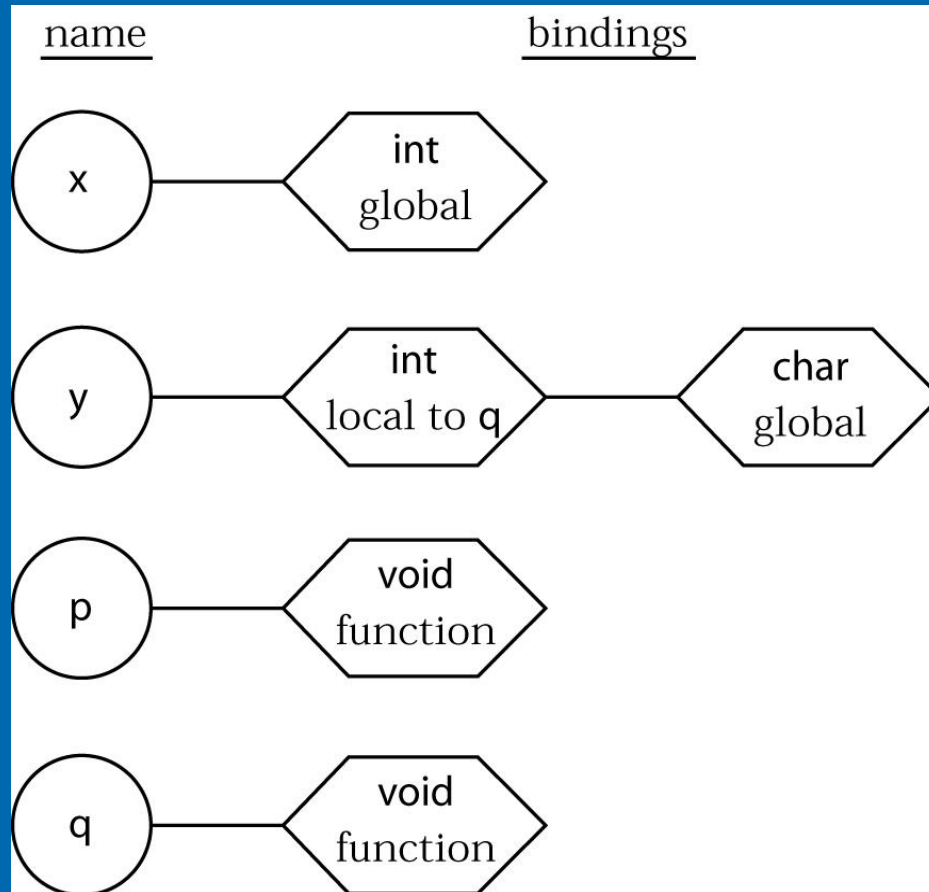 name bindings
x
int
global
y
int
local to q
char
global
p
void
function
q
void
function